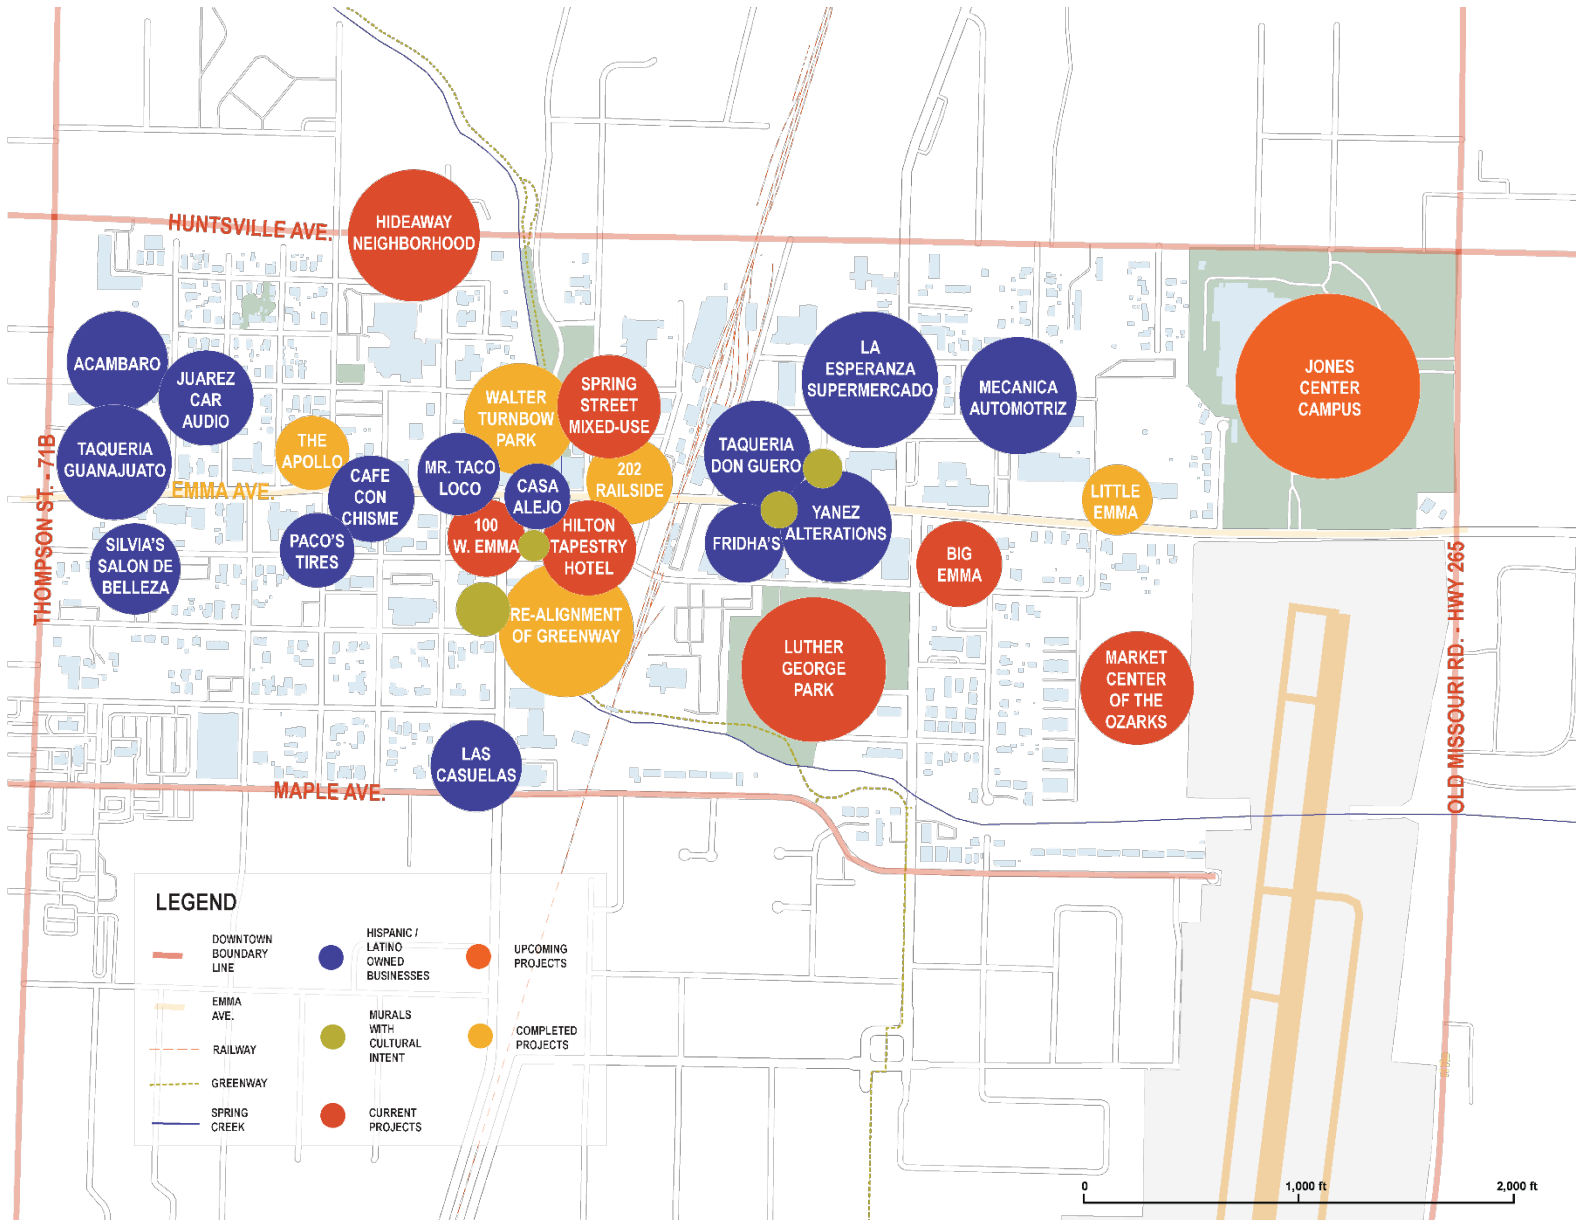 HUNTSVILLE AVE.
HIDEAWAY
NEIGHBORHOOD
ACAMBARO
JUAREZ
CAR
AUDIO
TAQUERIA
GUANAJUATO
THE
APOLLO
WALTER
TURNBOW
PARK
SPRING
STREET
MIXED-USE
LA
ESPERANZA
SUPERMERCADO
MECANICA
AUTOMOTRIZ
JONES
CENTER
CAMPUS
EMMA AVE.
CAFE
CON
CHISME
MR. TACO
LOCO
CASA
ALEJO
202
RAILSIDE
TAQUERIA
DON GUERO
LITTLE
EMMA
THOMPSON ST. - 71B
SILVIA'S
SALON DE
BELLEZA
PACO'S
TIRES
100
W. EMMA
HILTON
TAPESTRY
HOTEL
FRIDHA'S
YANEZ
ALTERATIONS
BIG
EMMA
RE-ALIGNMENT
OF GREENWAY
LUTHER
GEORGE
PARK
MARKET
CENTER
OF THE
OZARKS
OLD MISSOURI RD. - HWY 265
LAS
CASUELAS
MAPLE AVE.
LEGEND
DOWNTOWN
BOUNDARY
LINE
EMMA
AVE.
RAILWAY
GREENWAY
SPRING
CREEK
HISPANIC /
LATINO
OWNED
BUSINESSES
MURALS
WITH
CULTURAL
INTENT
CURRENT
PROJECTS
UPCOMING
PROJECTS
COMPLETED
PROJECTS
0
1,000 ft
2,000 ft